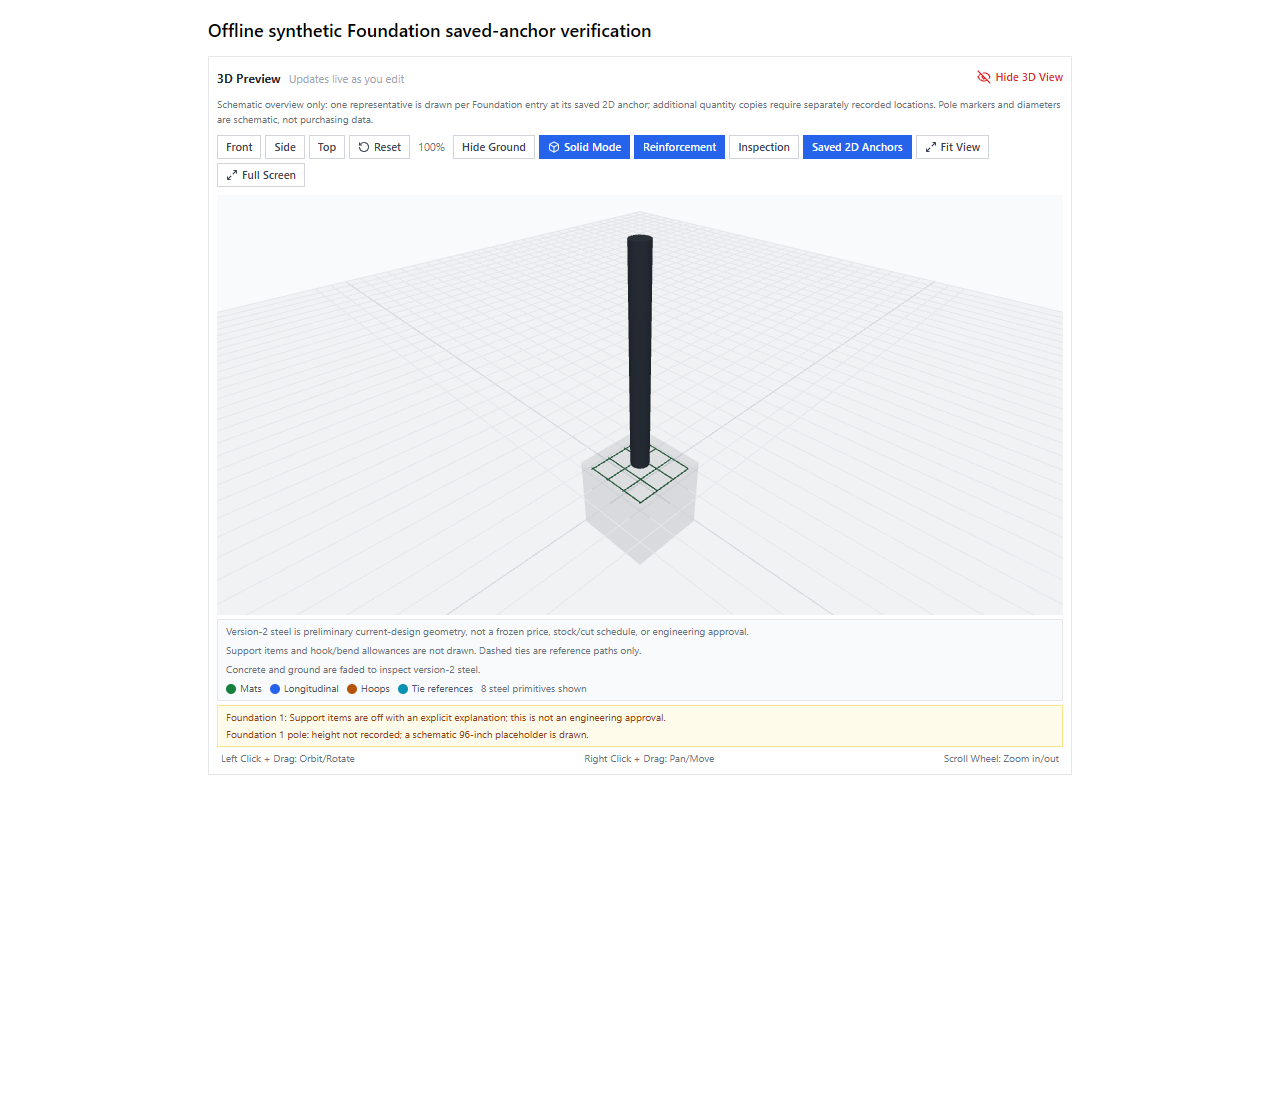 Offline synthetic Foundation saved-anchor verification
3D Preview Updates live as you edit
Hide 3D View
Schematic overview only: one representative is drawn per Foundation entry at its saved 2D anchor; additional quantity copies require separately recorded locations. Pole markers and diameters
are schematic, not purchasing data.
Front Side Top Reset 100% Hide Ground Solid Mode Reinforcement Inspection Saved 2D Anchors Fit View
Full Screen
Version-2 steel is preliminary current-design geometry, not a frozen price, stock/cut schedule, or engineering approval.
Support items and hook/bend allowances are not drawn. Dashed ties are reference paths only.
Concrete and ground are faded to inspect version-2 steel.
Mats Longitudinal Hoops Tie references 8 steel primitives shown
Foundation 1: Support items are off with an explicit explanation; this is not an engineering approval.
Foundation 1 pole: height not recorded; a schematic 96-inch placeholder is drawn.
Left Click + Drag: Orbit/Rotate Right Click + Drag: Pan/Move Scroll Wheel: Zoom in/out